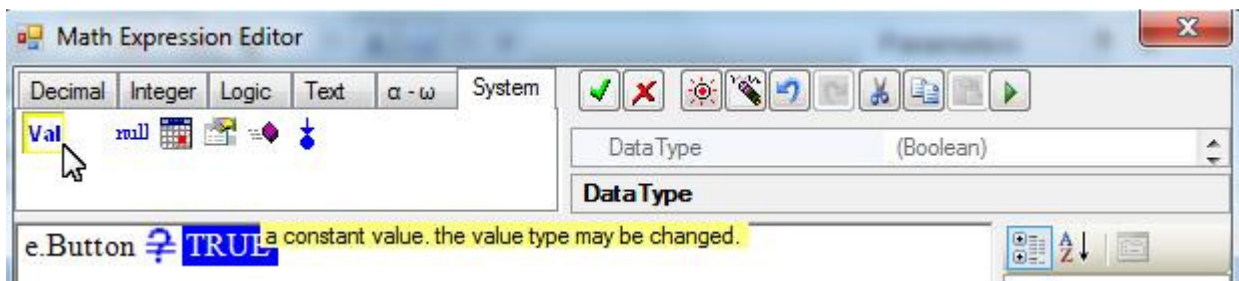 Math Expression Editor
Decimal Integer Logic Text α - ω System
Val null
DataType (Boolean)
DataType
e.Button ? TRUE a constant value. the value type may be changed.